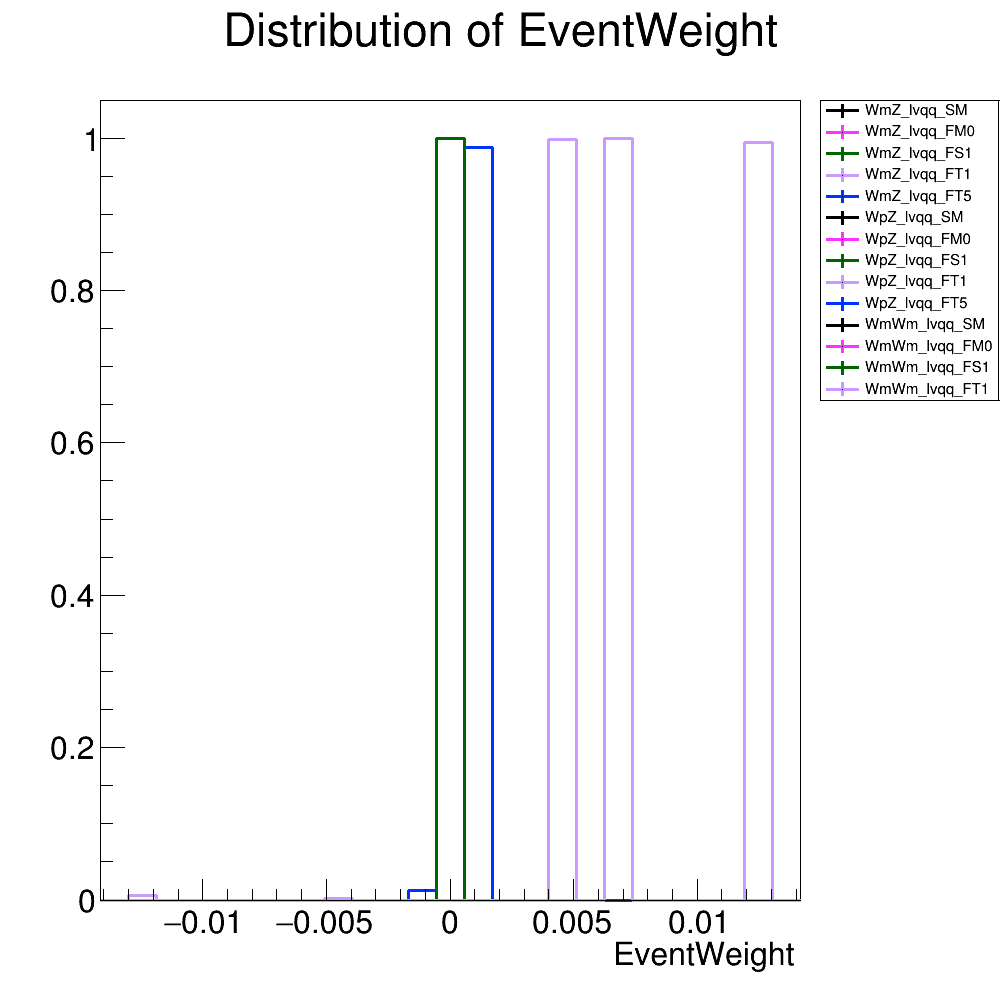 Distribution of EventWeight
WmZ_lvqq_SM
WmZ_lvqq_FM0
WmZ_lvqq_FS1
WmZ_lvqq_FT1
WmZ_lvqq_FT5
WpZ_lvqq_SM
WpZ_lvqq_FM0
WpZ_lvqq_FS1
WpZ_lvqq_FT1
WpZ_lvqq_FT5
WmWm_lvqq_SM
WmWm_lvqq_FM0
WmWm_lvqq_FS1
WmWm_lvqq_FT1
1
0.8
0.6
0.4
0.2
0
−0.01 −0.005 0 0.005 0.01
EventWeight